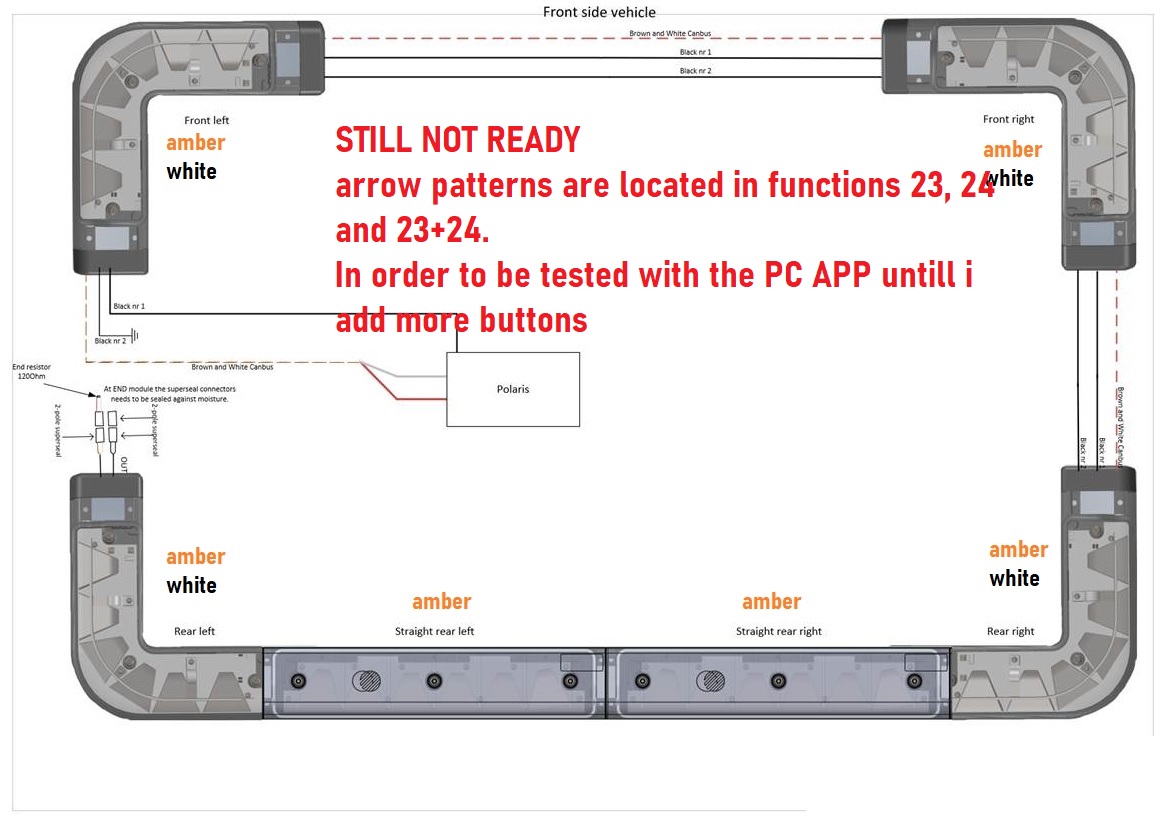 Front side vehicle
Brown and White Canbus
Black nr 1
Black nr 2
Front left
amber
white
Front right
amber
white
STILL NOT READY
arrow patterns are located in functions 23, 24
and 23+24.
In order to be tested with the PC APP untill i
add more buttons
Black nr 1
Black nr 2
Brown and White Canbus
Polaris
End resistor
120Ohm
At END module the superseal connectors
needs to be sealed against moisture.
2-pole superseal
2-pole superseal
OUT
Black nr
Black nr
Brown and White Canbus
amber
white
Rear left
amber
Straight rear left
amber
Straight rear right
amber
white
Rear right